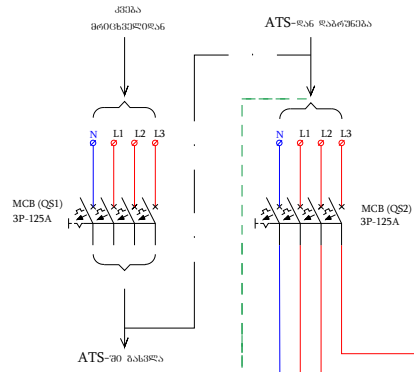 კვება
მრიცხველიდან
ATS-დან დაბრუნება
N L1 L2 L3
N L1 L2 L3
MCB (QS1)
3P-125A
MCB (QS2)
3P-125A
ATS-ში გასვლა